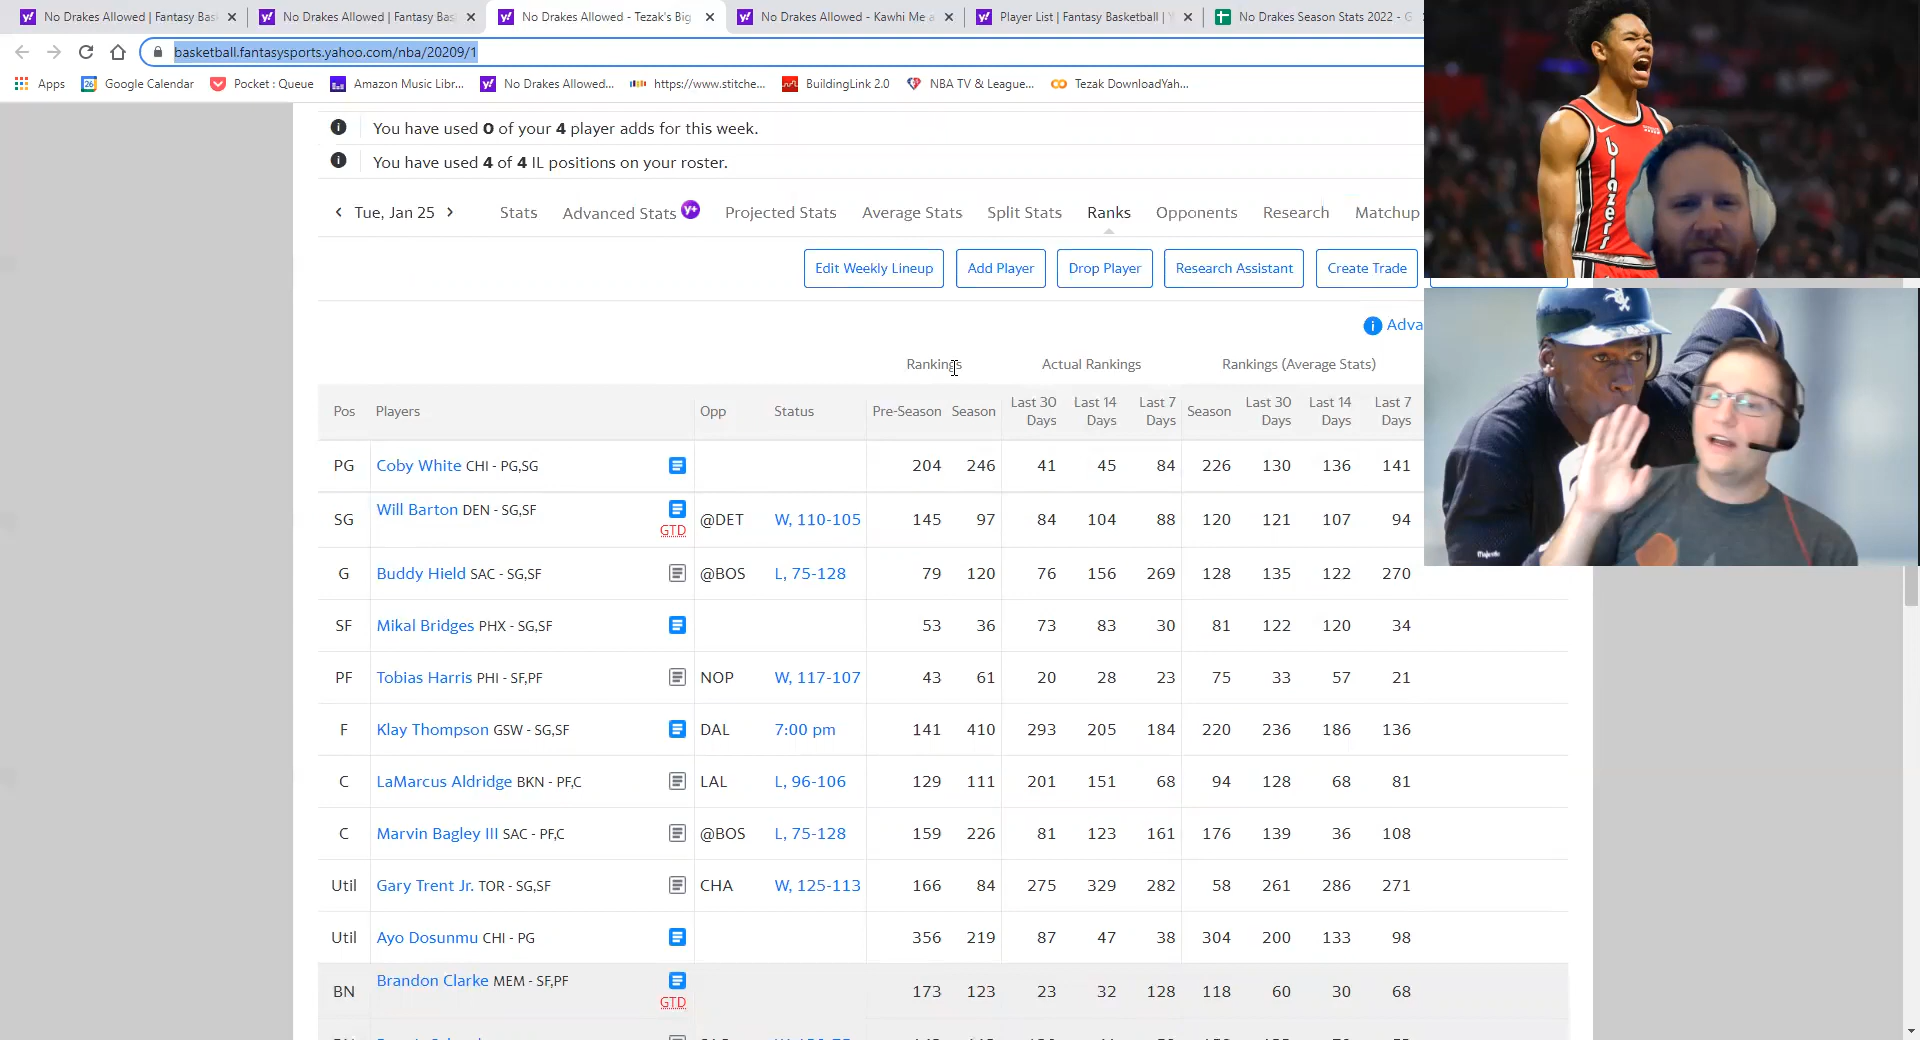 No Drakes Allowed | Fantasy Bas
No Drakes Allowed | Fantasy Bas
No Drakes Allowed - Tezak's Big
No Drakes Allowed - Kawhi Me a
Player List | Fantasy Basketball |
No Drakes Season Stats 2022 - G
basketball.fantasysports.yahoo.com/nba/20209/1
Apps
Google Calendar
Pocket : Queue
Amazon Music Libr...
No Drakes Allowed...
https://www.stitche...
BuildingLink 2.0
NBA TV & League...
Tezak DownloadYah...
You have used 0 of your 4 player adds for this week.
You have used 4 of 4 IL positions on your roster.
Tue, Jan 25 Stats Advanced Stats Y+ Projected Stats Average Stats Split Stats Ranks Opponents Research Matchup
Edit Weekly Lineup Add Player Drop Player Research Assistant Create Trade
Adva
Rankings Actual Rankings Rankings (Average Stats)
Pos Players Opp Status Pre-Season Season Last 30 Days Last 14 Days Last 7 Days Season Last 30 Days Last 14 Days Last 7 Days
PG Coby White CHI - PG,SG 204 246 41 45 84 226 130 136 141
SG Will Barton DEN - SG,SF GTD @DET W, 110-105 145 97 84 104 88 120 121 107 94
G Buddy Hield SAC - SG,SF @BOS L, 75-128 79 120 76 156 269 128 135 122 270
SF Mikal Bridges PHX - SG,SF 53 36 73 83 30 81 122 120 34
PF Tobias Harris PHI - SF,PF NOP W, 117-107 43 61 20 28 23 75 33 57 21
F Klay Thompson GSW - SG,SF DAL 7:00 pm 141 410 293 205 184 220 236 186 136
C LaMarcus Aldridge BKN - PF,C LAL L, 96-106 129 111 201 151 68 94 128 68 81
C Marvin Bagley III SAC - PF,C @BOS L, 75-128 159 226 81 123 161 176 139 36 108
Util Gary Trent Jr. TOR - SG,SF CHA W, 125-113 166 84 275 329 282 58 261 286 271
Util Ayo Dosunmu CHI - PG 356 219 87 47 38 304 200 133 98
BN Brandon Clarke MEM - SF,PF GTD 173 123 23 32 128 118 60 30 68
blazers
Majestic